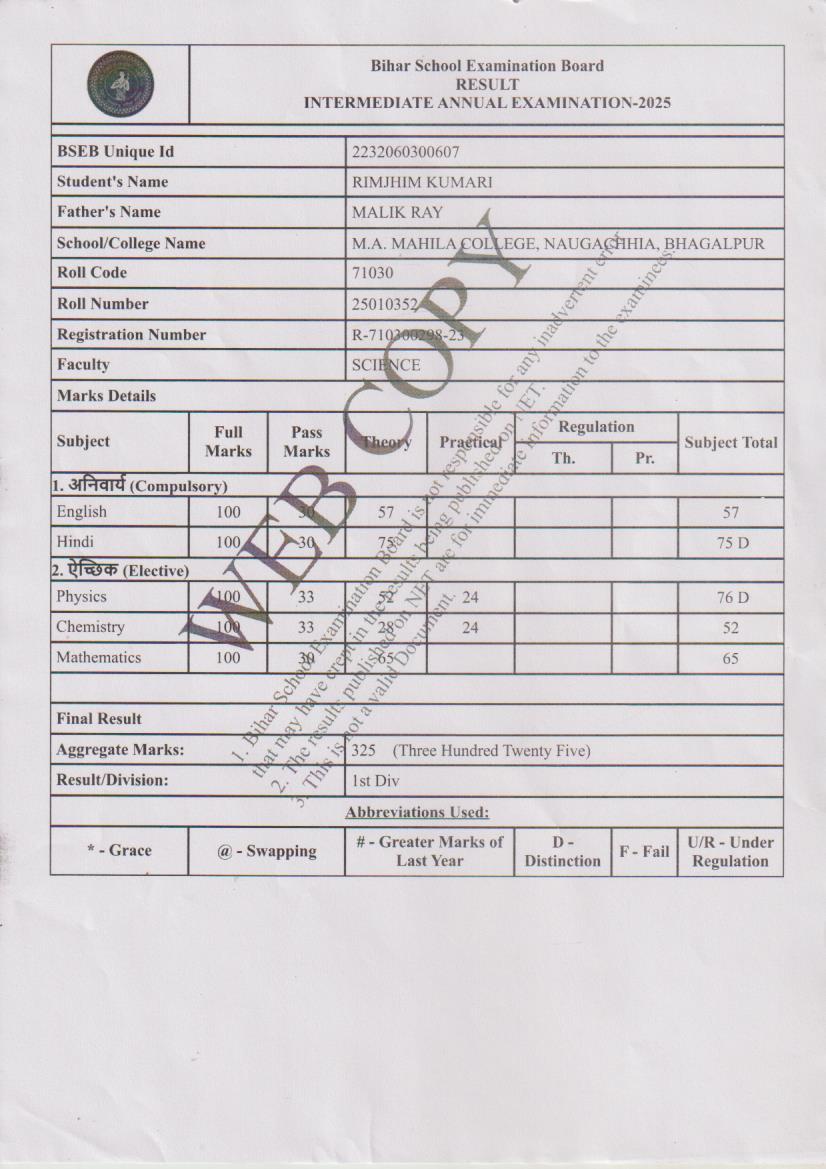 Bihar School Examination Board
RESULT
INTERMEDIATE ANNUAL EXAMINATION-2025
BSEB Unique Id 2232060300607
Student's Name RIMJHIM KUMARI
Father's Name MALIK RAY
School/College Name M.A. MAHILA COLLEGE, NAUGACHHIA, BHAGALPUR
Roll Code 71030
Roll Number 25010352
Registration Number R-710300298-23
Faculty SCIENCE
Marks Details
Subject Full Marks Pass Marks Theory Practical Regulation Th. Pr. Subject Total
1. अनिवार्य (Compulsory)
English 100 30 57 57
Hindi 100 30 75 75 D
2. ऐच्छिक (Elective)
Physics 100 33 52 24 76 D
Chemistry 100 33 28 24 52
Mathematics 100 30 65 65
Final Result
Aggregate Marks: 325 (Three Hundred Twenty Five)
Result/Division: 1st Div
Abbreviations Used:
* - Grace @ - Swapping # - Greater Marks of Last Year D - Distinction F - Fail U/R - Under Regulation
WEB COPY
1. Bihar School Examination Board is not responsible for any inadvertent error
that may have crept in the results being published on NET.
2. The results published on NET are for immediate information to the examinees.
3. This is not a valid Document.